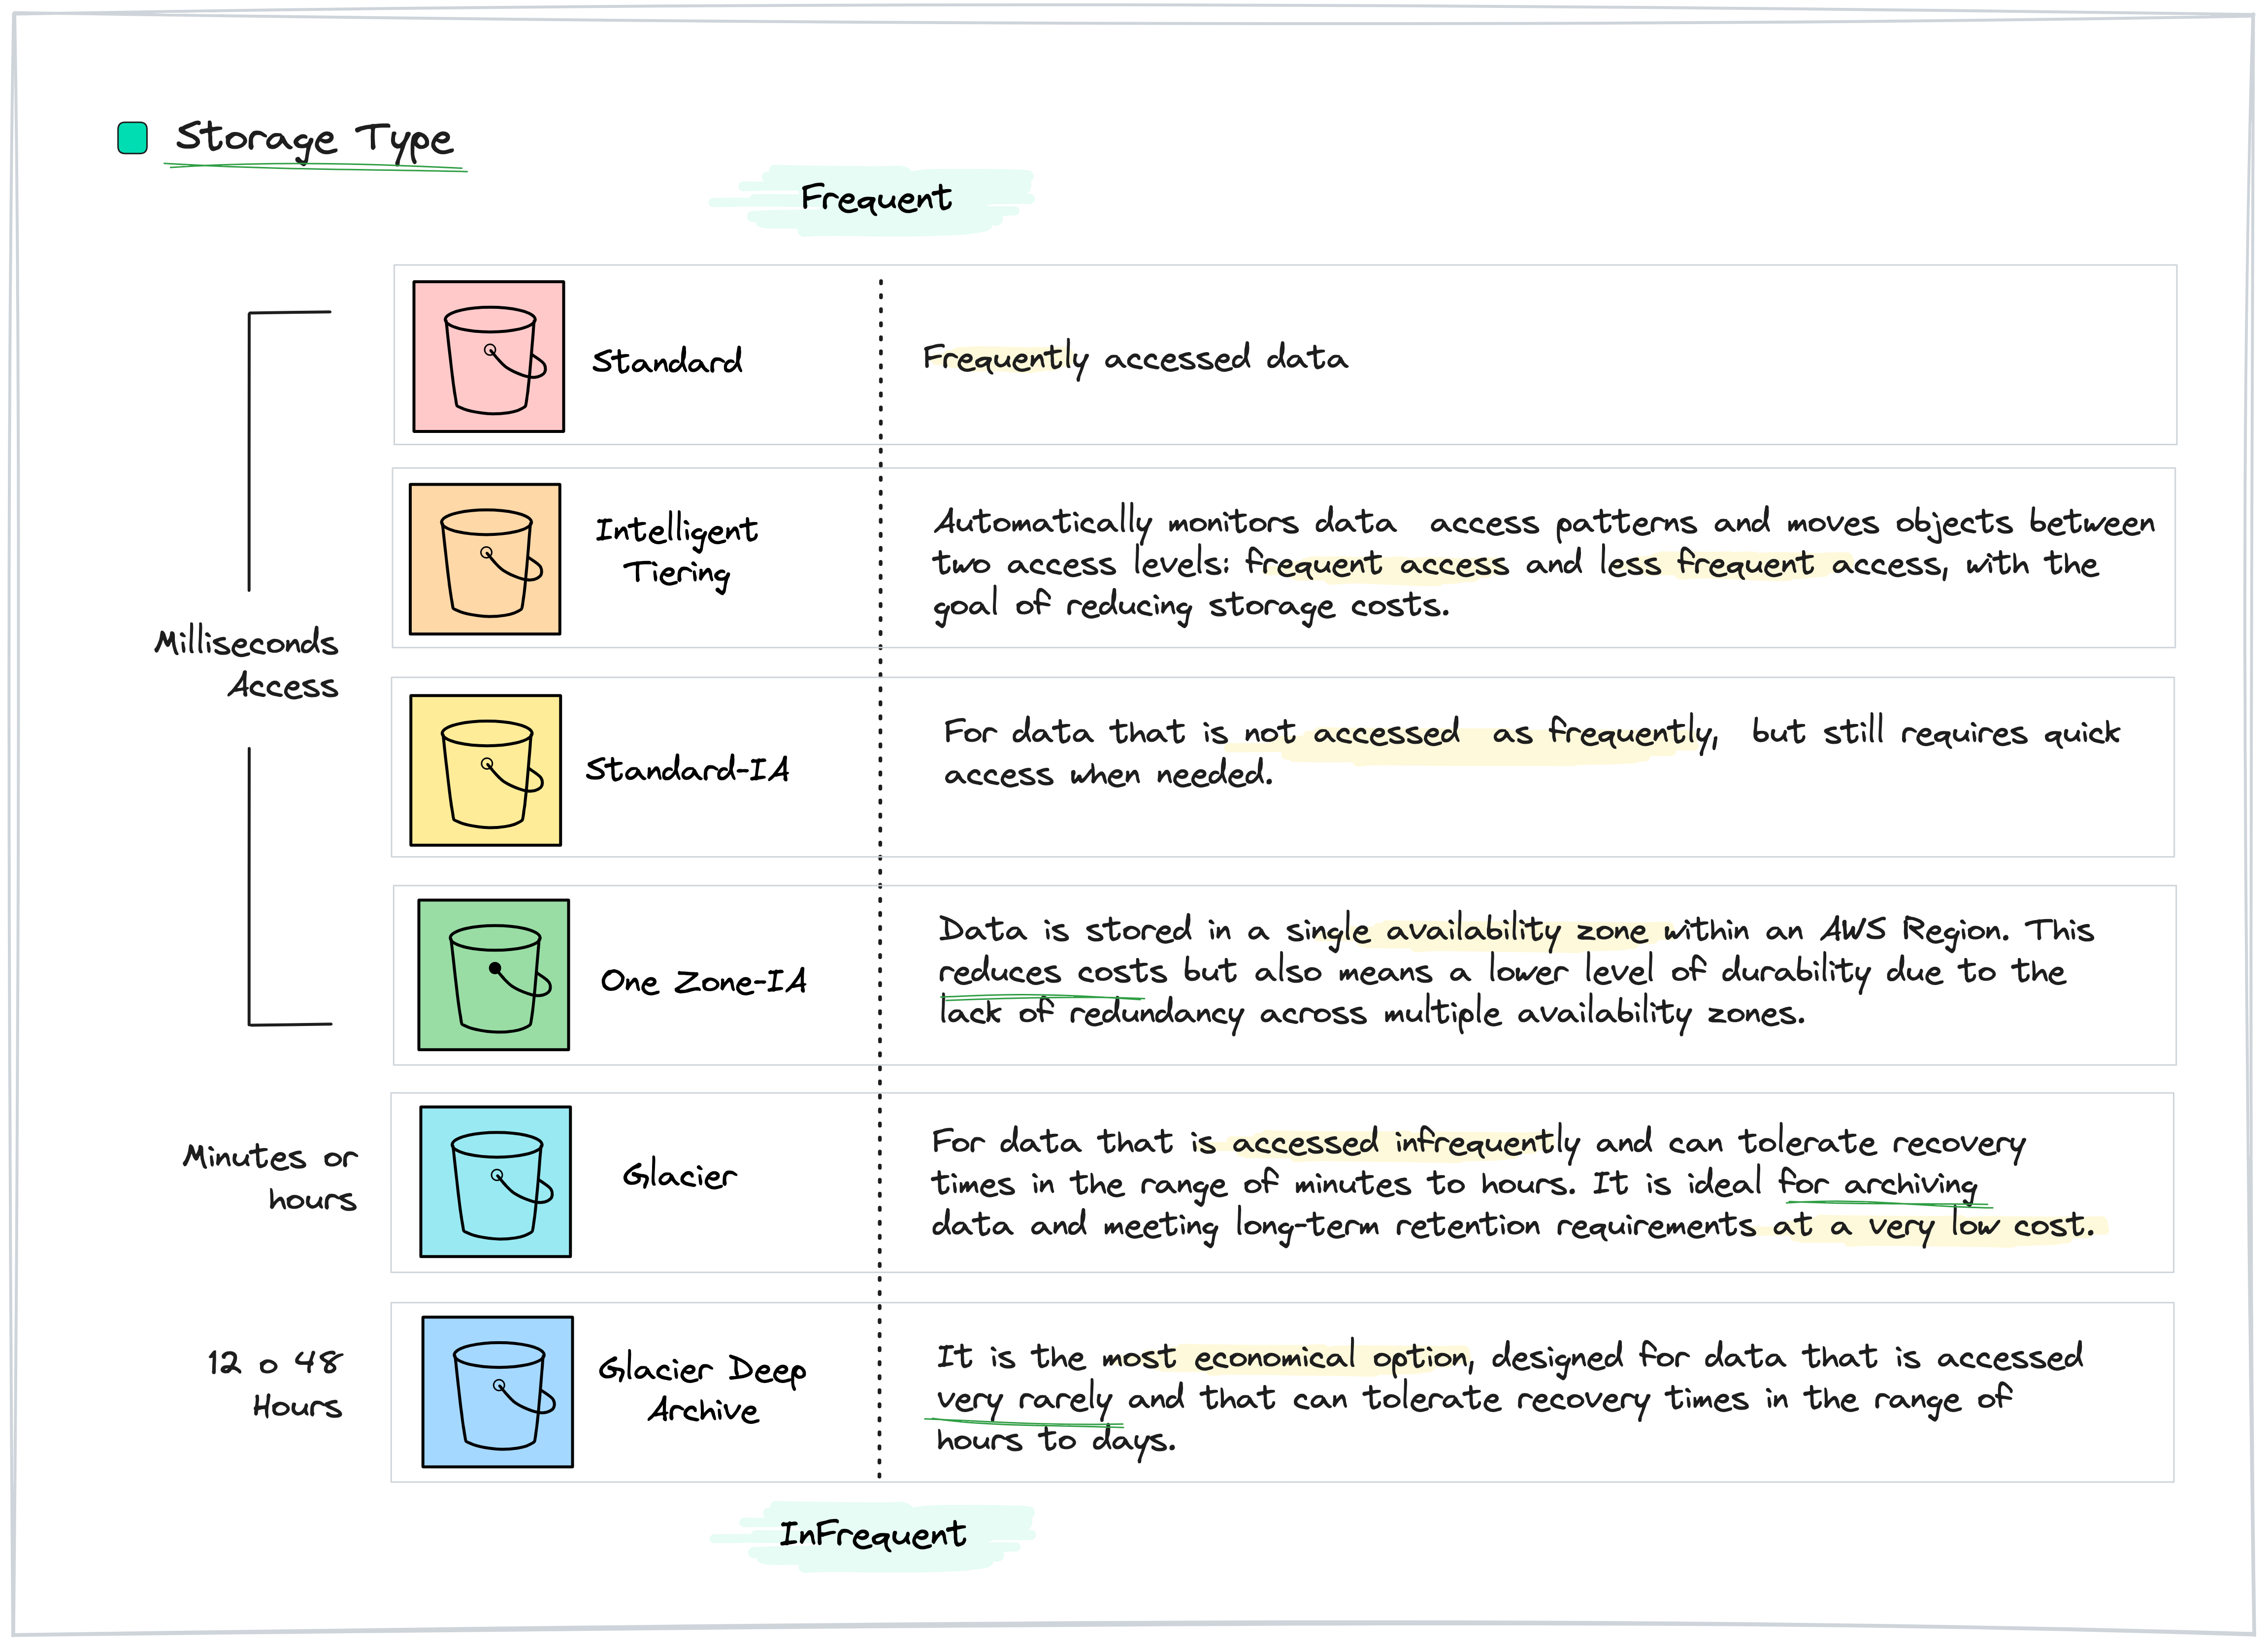 Storage Type
Frequent
Standard
Frequently accessed data
Intelligent
Tiering
Automatically monitors data access patterns and moves objects between
two access levels: frequent access and less frequent access, with the
goal of reducing storage costs.
Milliseconds
Access
Standard-IA
For data that is not accessed as frequently, but still requires quick
access when needed.
One Zone-IA
Data is stored in a single availability zone within an AWS Region. This
reduces costs but also means a lower level of durability due to the
lack of redundancy across multiple availability zones.
Minutes or
hours
Glacier
For data that is accessed infrequently and can tolerate recovery
times in the range of minutes to hours. It is ideal for archiving
data and meeting long-term retention requirements at a very low cost.
12 o 48
Hours
Glacier Deep
Archive
It is the most economical option, designed for data that is accessed
very rarely and that can tolerate recovery times in the range of
hours to days.
InFrequent